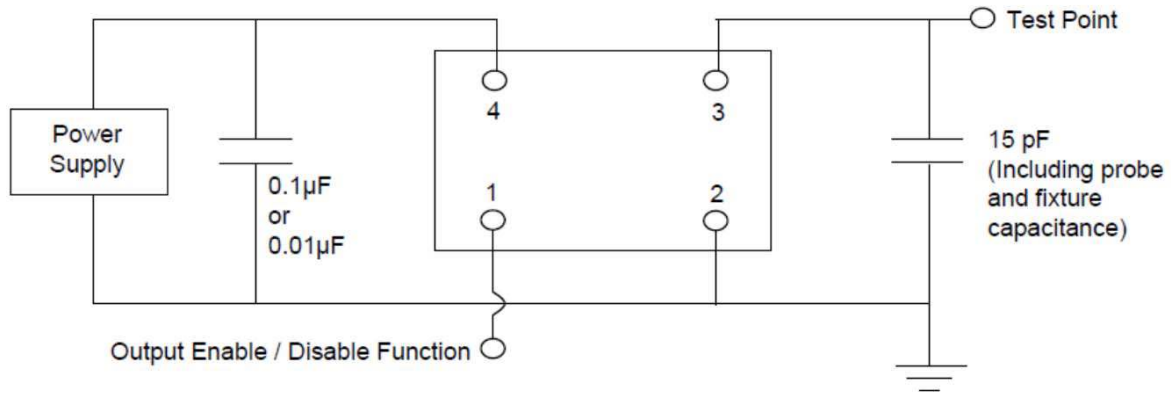 Test Point
4
3
Power
Supply
15 pF
(Including probe
and fixture
capacitance)
0.1µF
or
0.01µF
1
2
Output Enable / Disable Function